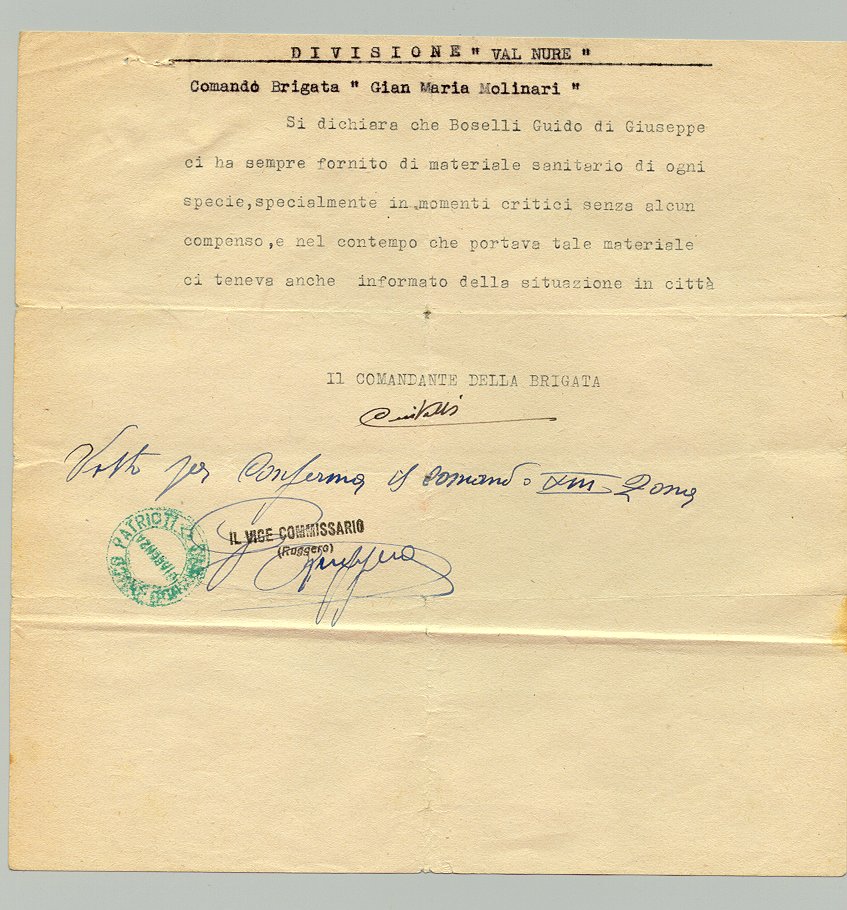 DIVISIONE " VAL NURE "
Comando Brigata " Gian Maria Molinari "
Si dichiara che Boselli Guido di Giuseppe
ci ha sempre fornito di materiale sanitario di ogni
specie,specialmente in momenti critici senza alcun
compenso,e nel contempo che portava tale materiale
ci teneva anche informato della situazione in città
Il COMANDANTE DELLA BRIGATA
Visto per conferma il comando XIII Zona
IL VICE COMMISSARIO
(Ruggero)
Ruggero
PATRIOTI
PIACENZA